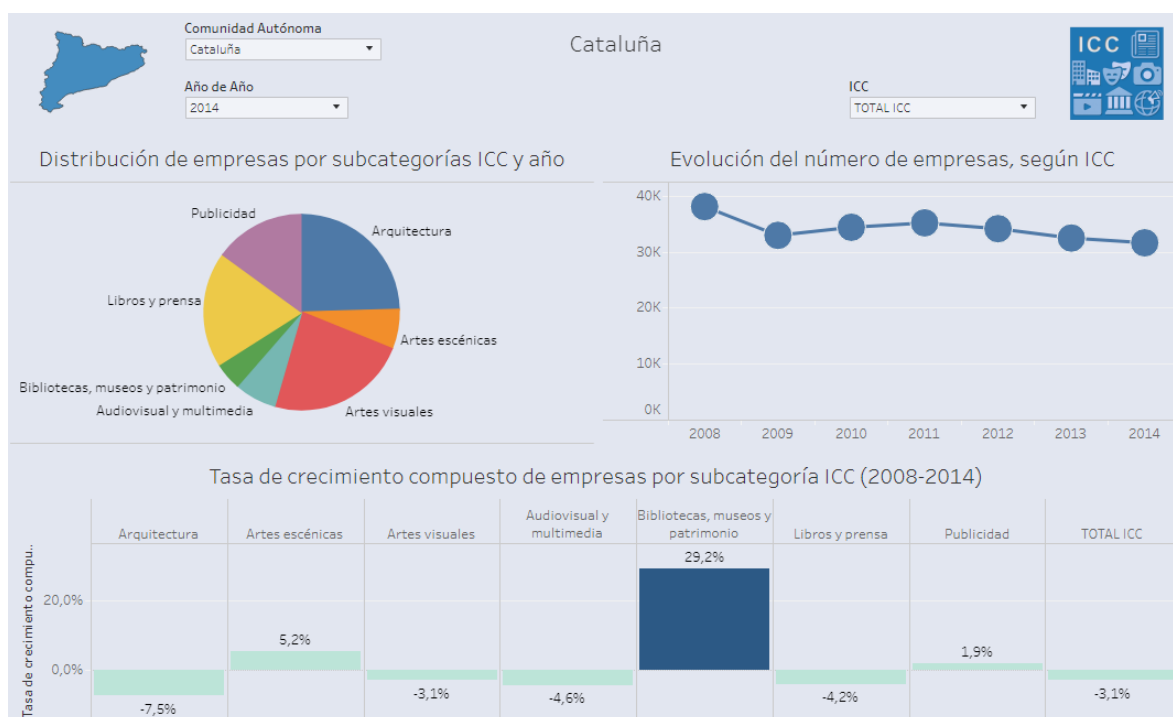 Comunidad Autónoma
Cataluña
Cataluña
ICC
Año de Año
2014
ICC
TOTAL ICC
Distribución de empresas por subcategorías ICC y año
Publicidad
Arquitectura
Libros y prensa
Artes escénicas
Bibliotecas, museos y patrimonio
Audiovisual y multimedia
Artes visuales
Evolución del número de empresas, según ICC
40K
30K
20K
10K
0K
2008 2009 2010 2011 2012 2013 2014
Tasa de crecimiento compuesto de empresas por subcategoría ICC (2008-2014)
Arquitectura
Artes escénicas
Artes visuales
Audiovisual y
multimedia
Bibliotecas, museos y
patrimonio
Libros y prensa
Publicidad
TOTAL ICC
Tasa de crecimiento compu..
20,0%
0,0%
-7,5%
5,2%
-3,1%
-4,6%
29,2%
-4,2%
1,9%
-3,1%